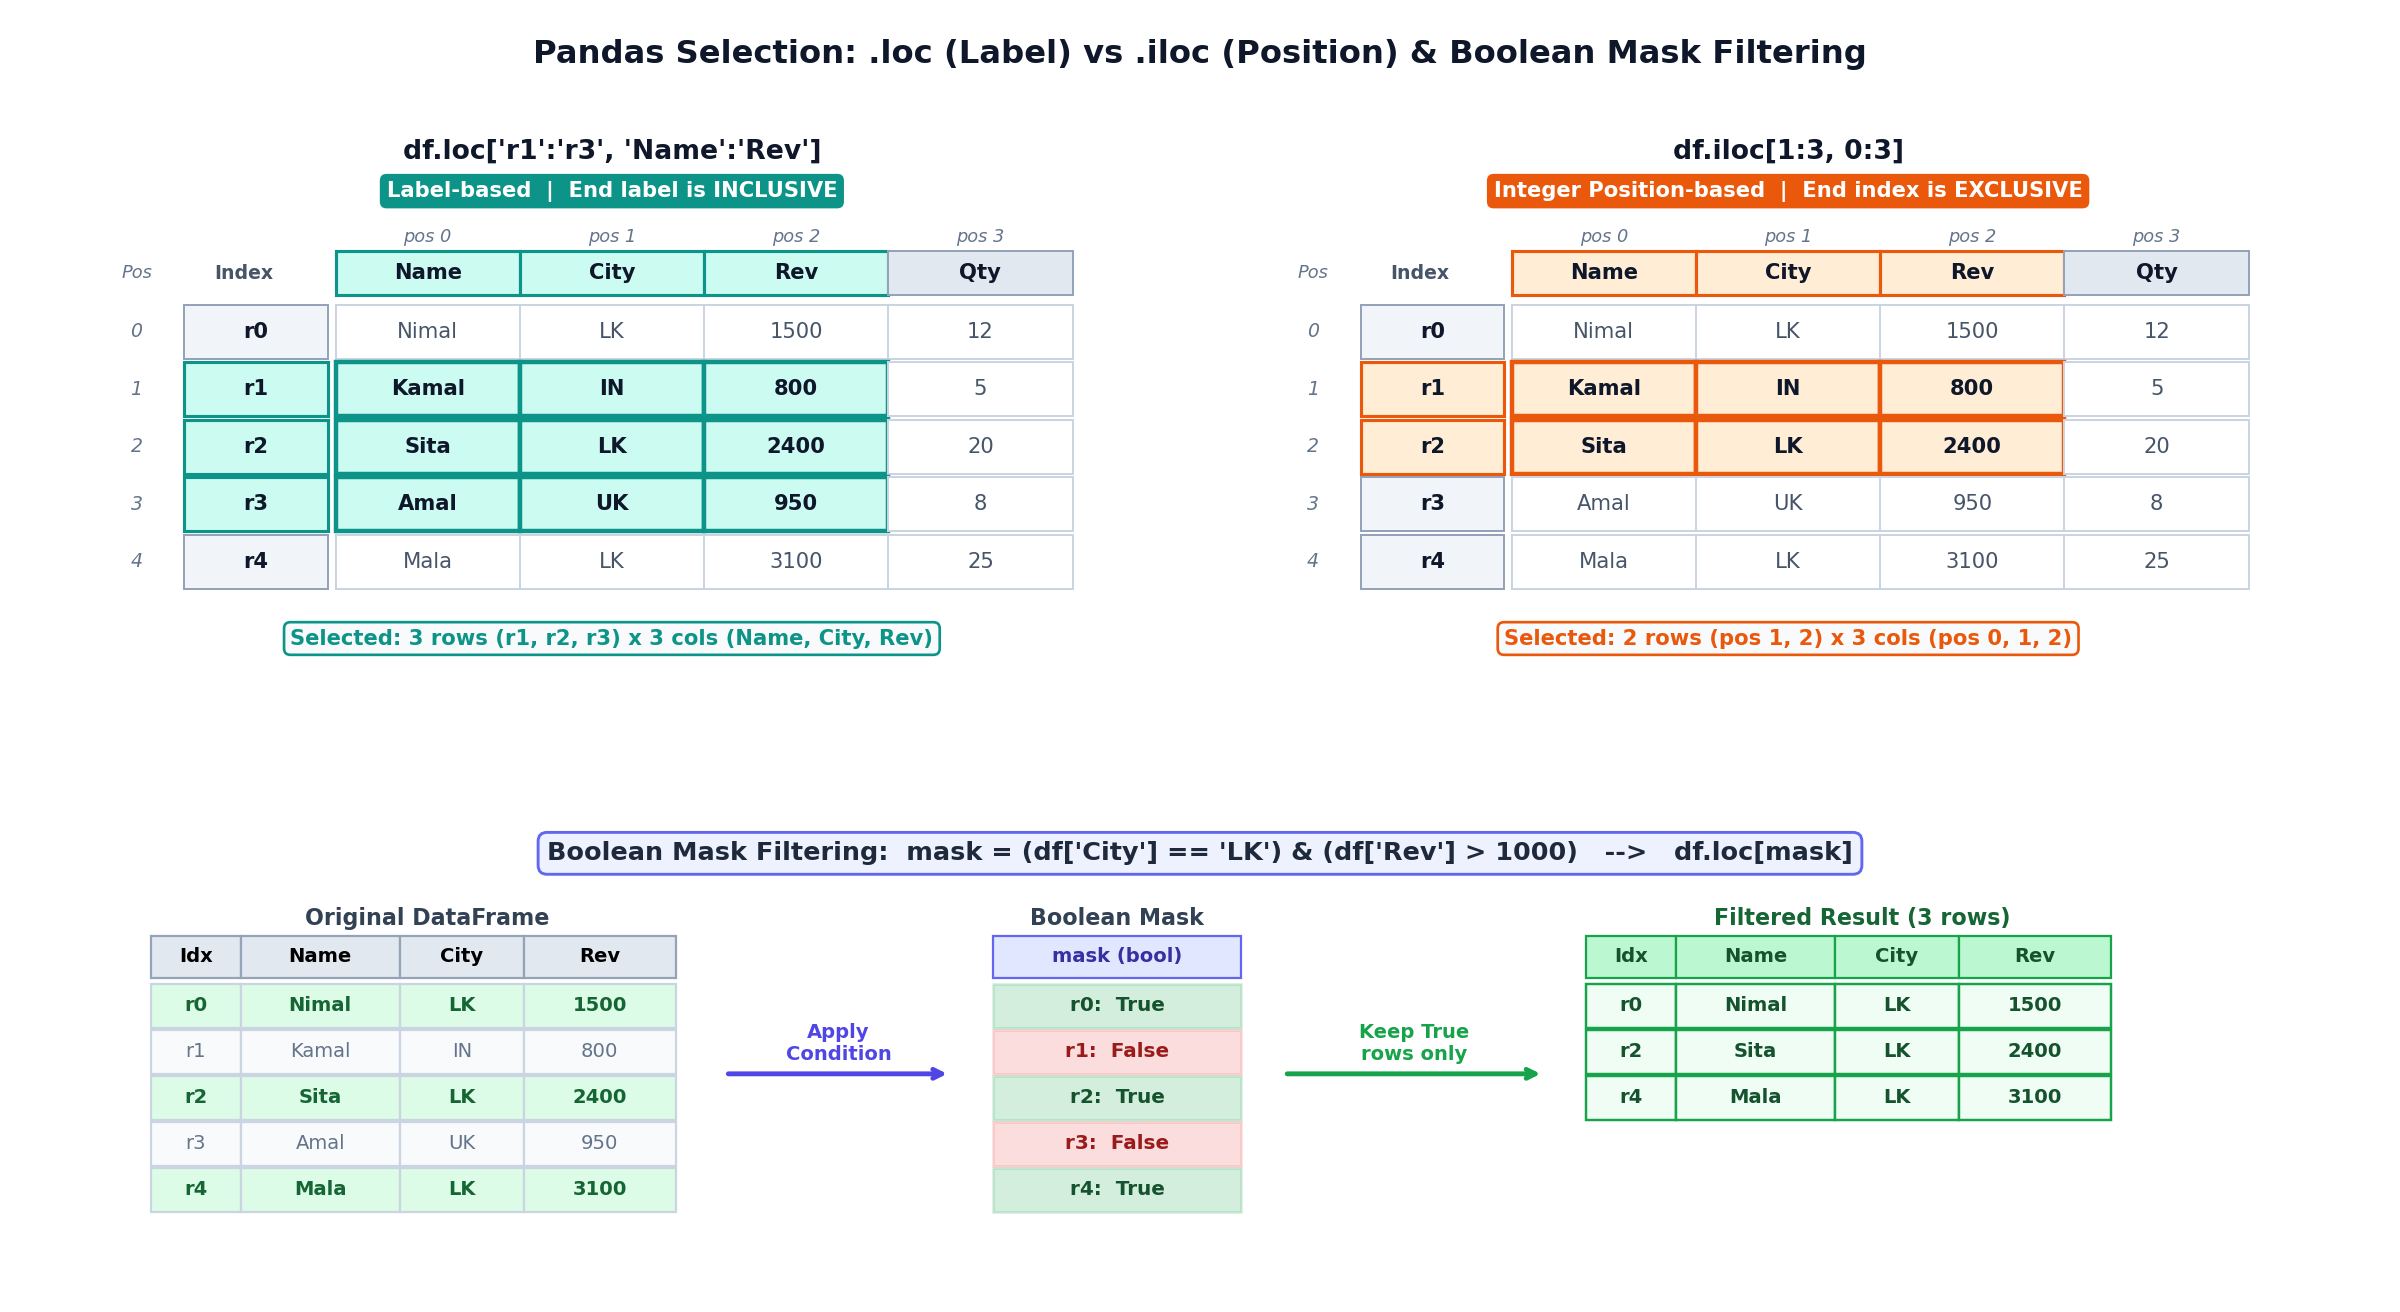 Pandas Selection: .loc (Label) vs .iloc (Position) & Boolean Mask Filtering
df.loc['r1':'r3', 'Name':'Rev']
Label-based | End label is INCLUSIVE
pos 0 pos 1 pos 2 pos 3
Pos Index Name City Rev Qty
0 r0 Nimal LK 1500 12
1 r1 Kamal IN 800 5
2 r2 Sita LK 2400 20
3 r3 Amal UK 950 8
4 r4 Mala LK 3100 25
Selected: 3 rows (r1, r2, r3) x 3 cols (Name, City, Rev)
df.iloc[1:3, 0:3]
Integer Position-based | End index is EXCLUSIVE
pos 0 pos 1 pos 2 pos 3
Pos Index Name City Rev Qty
0 r0 Nimal LK 1500 12
1 r1 Kamal IN 800 5
2 r2 Sita LK 2400 20
3 r3 Amal UK 950 8
4 r4 Mala LK 3100 25
Selected: 2 rows (pos 1, 2) x 3 cols (pos 0, 1, 2)
Boolean Mask Filtering: mask = (df['City'] == 'LK') & (df['Rev'] > 1000) --> df.loc[mask]
Original DataFrame
Idx Name City Rev
r0 Nimal LK 1500
r1 Kamal IN 800
r2 Sita LK 2400
r3 Amal UK 950
r4 Mala LK 3100
Apply
Condition
Boolean Mask
mask (bool)
r0: True
r1: False
r2: True
r3: False
r4: True
Keep True
rows only
Filtered Result (3 rows)
Idx Name City Rev
r0 Nimal LK 1500
r2 Sita LK 2400
r4 Mala LK 3100